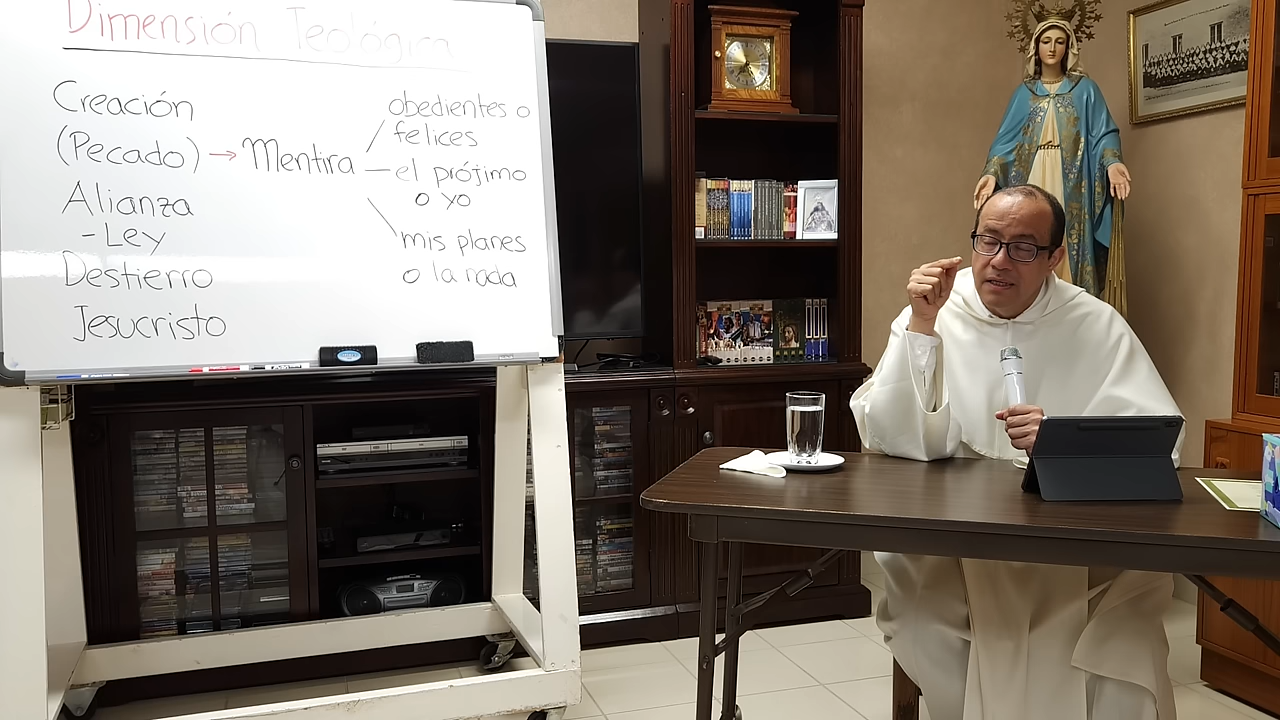 Dimensión Teológica
Creación
(Pecado) → Mentira
Alianza
- Ley
Destierro
Jesucristo
obedientes o
felices
el prójimo
o yo
mis planes
o la nada